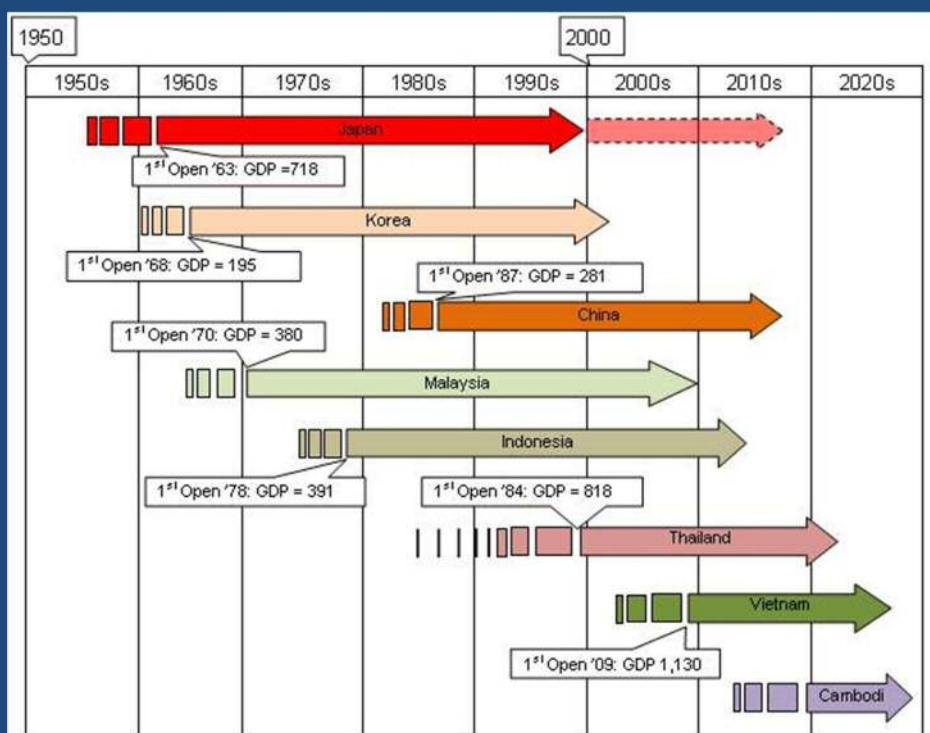 1950
2000
1950s 1960s 1970s 1980s 1990s 2000s 2010s 2020s
Japan
1st Open '63: GDP =718
Korea
1st Open '68: GDP = 195
1st Open '87: GDP = 281
China
1st Open '70: GDP = 380
Malaysia
Indonesia
1st Open '78: GDP = 391
1st Open '84: GDP = 818
Thailand
Vietnam
1st Open '09: GDP 1,130
Cambodi